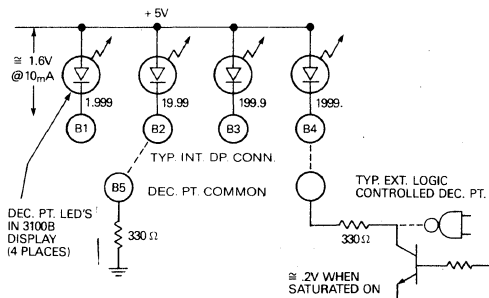 + 5V
≅ 1.6V
@10mA
1.999
19.99
199.9
1999.
B1
B2
B3
B4
TYP. INT. DP. CONN.
B5
DEC. PT. COMMON
TYP. EXT. LOGIC
CONTROLLED DEC. PT.
DEC. PT. LED'S
IN 3100B
DISPLAY
(4 PLACES)
330 Ω
330 Ω
≅ .2V WHEN
SATURATED ON